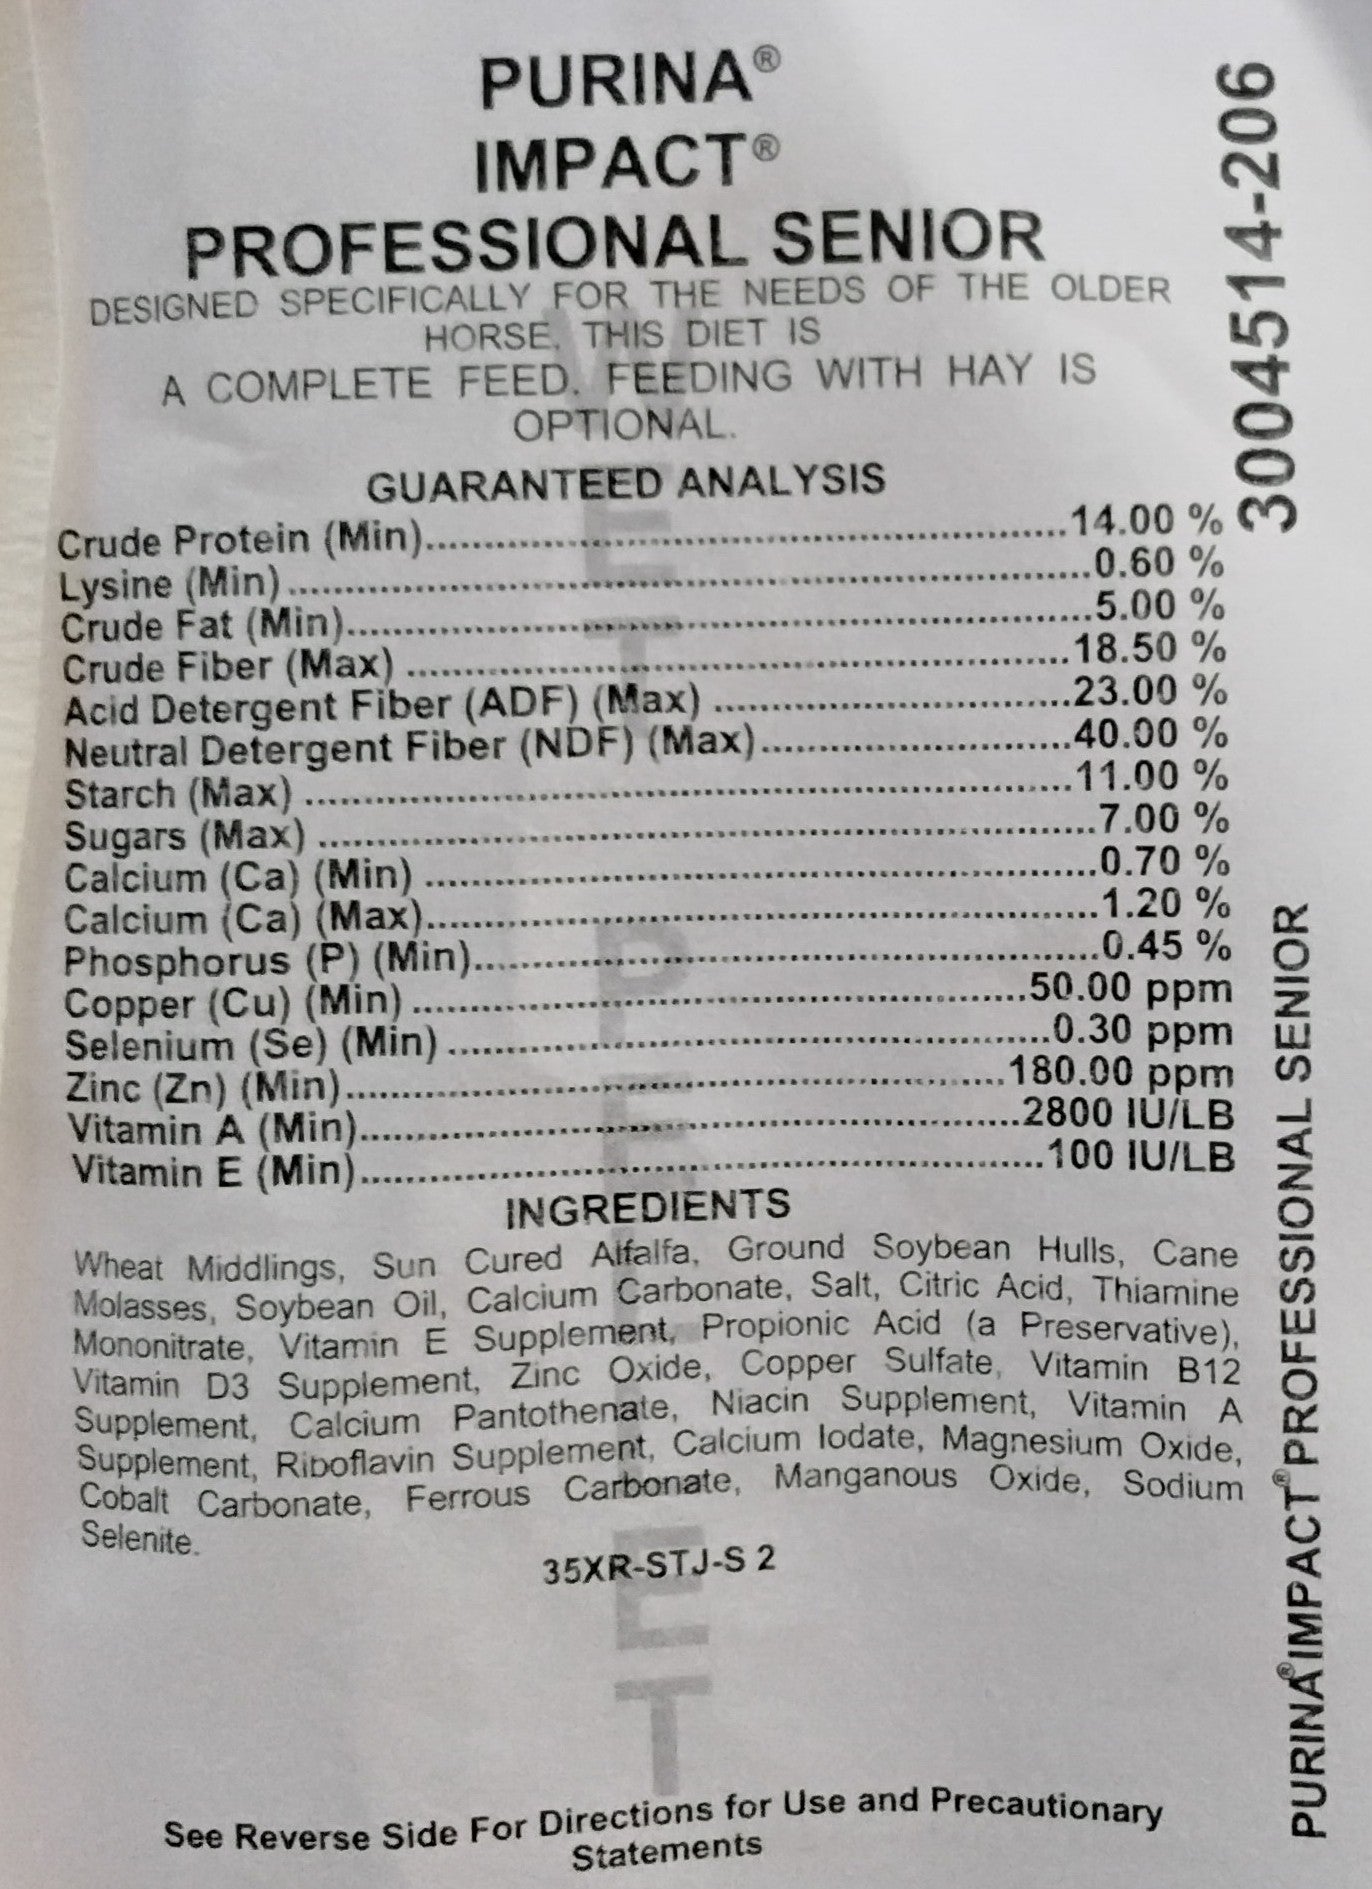 PURINA®
IMPACT®
PROFESSIONAL SENIOR
DESIGNED SPECIFICALLY FOR THE NEEDS OF THE OLDER
HORSE. THIS DIET IS
A COMPLETE FEED. FEEDING WITH HAY IS
OPTIONAL.
GUARANTEED ANALYSIS
Crude Protein (Min)..........14.00 %
Lysine (Min)..........0.60 %
Crude Fat (Min)..........5.00 %
Crude Fiber (Max)..........18.50 %
Acid Detergent Fiber (ADF) (Max)..........23.00 %
Neutral Detergent Fiber (NDF) (Max)..........40.00 %
Starch (Max)..........11.00 %
Sugars (Max)..........7.00 %
Calcium (Ca) (Min)..........0.70 %
Calcium (Ca) (Max)..........1.20 %
Phosphorus (P) (Min)..........0.45 %
Copper (Cu) (Min)..........50.00 ppm
Selenium (Se) (Min)..........0.30 ppm
Zinc (Zn) (Min)..........180.00 ppm
Vitamin A (Min)..........2800 IU/LB
Vitamin E (Min)..........100 IU/LB
INGREDIENTS
Wheat Middlings, Sun Cured Alfalfa, Ground Soybean Hulls, Cane
Molasses, Soybean Oil, Calcium Carbonate, Salt, Citric Acid, Thiamine
Mononitrate, Vitamin E Supplement, Propionic Acid (a Preservative),
Vitamin D3 Supplement, Zinc Oxide, Copper Sulfate, Vitamin B12
Supplement, Calcium Pantothenate, Niacin Supplement, Vitamin A
Supplement, Riboflavin Supplement, Calcium Iodate, Magnesium Oxide,
Cobalt Carbonate, Ferrous Carbonate, Manganous Oxide, Sodium
Selenite.
35XR-STJ-S 2
See Reverse Side For Directions for Use and Precautionary
Statements
3004514-206
PURINA® IMPACT® PROFESSIONAL SENIOR